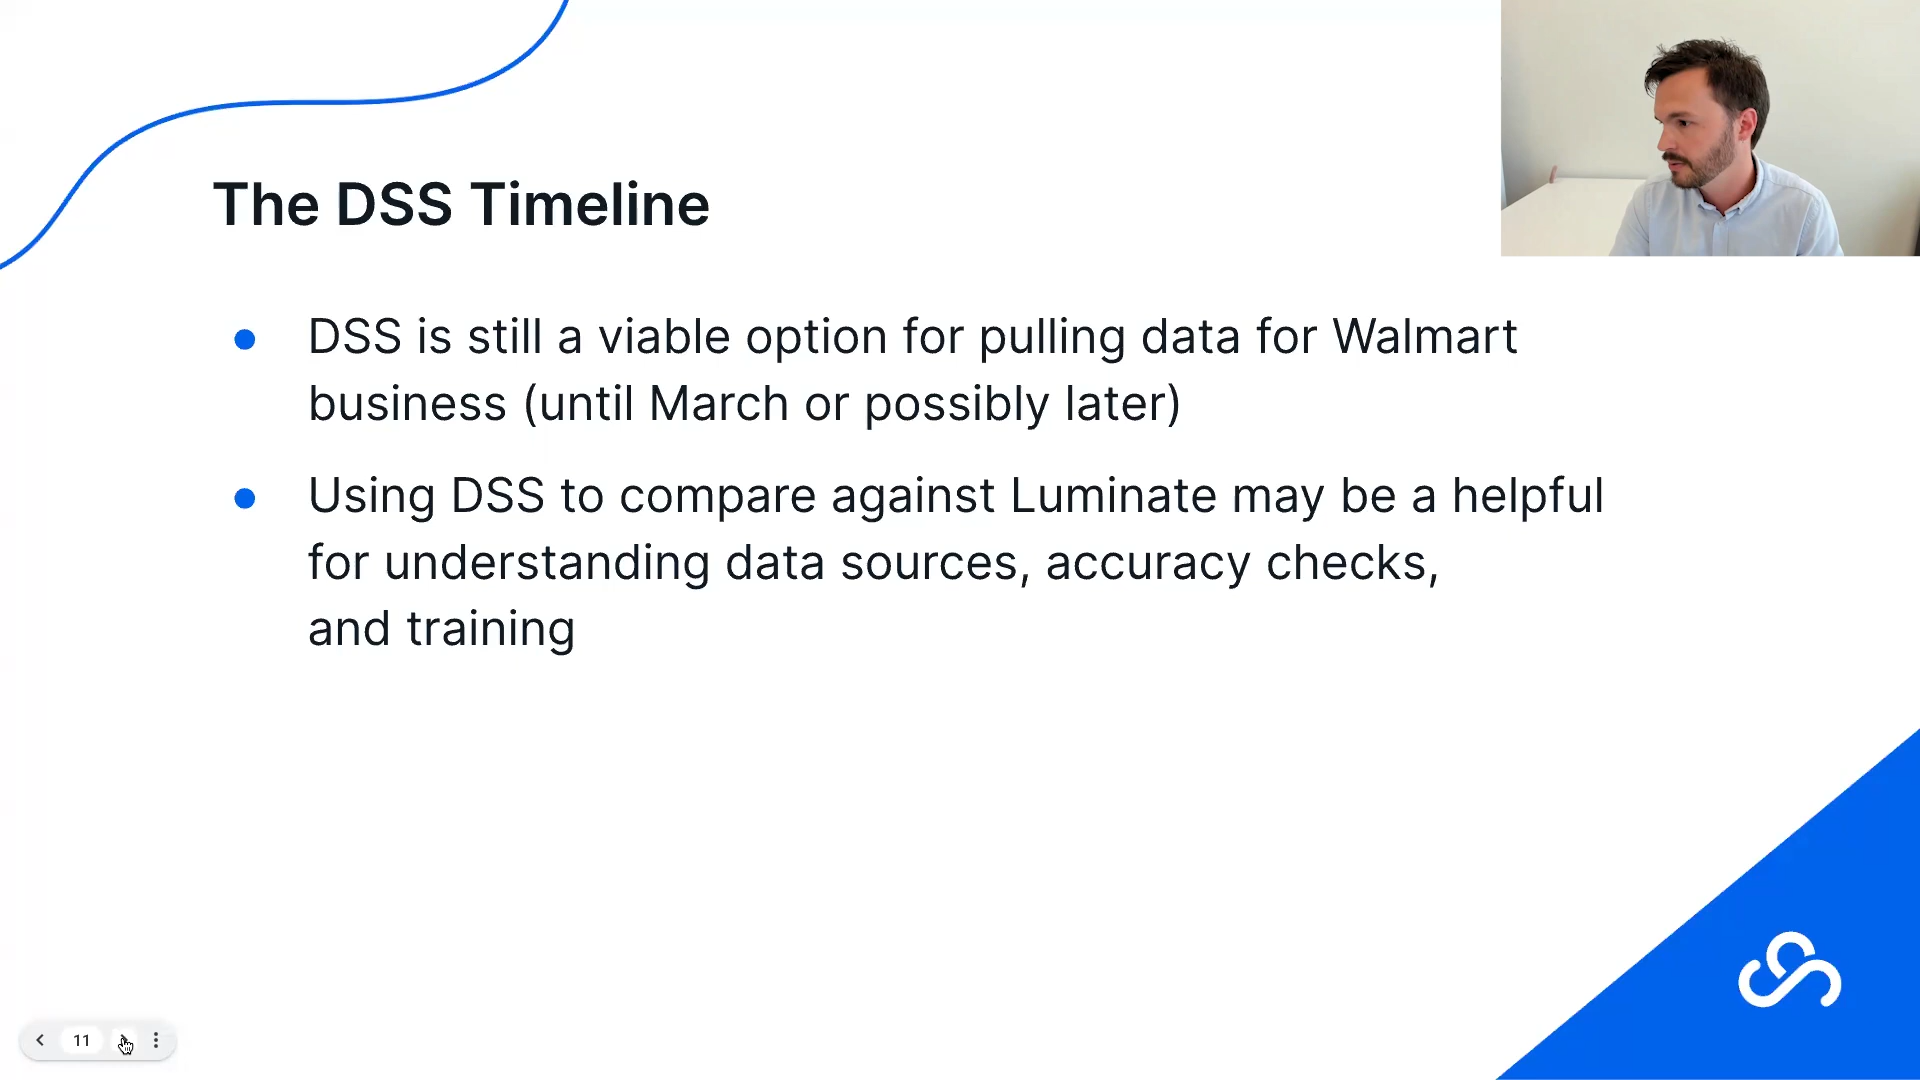 The DSS Timeline
DSS is still a viable option for pulling data for Walmart
business (until March or possibly later)
Using DSS to compare against Luminate may be a helpful
for understanding data sources, accuracy checks,
and training
11